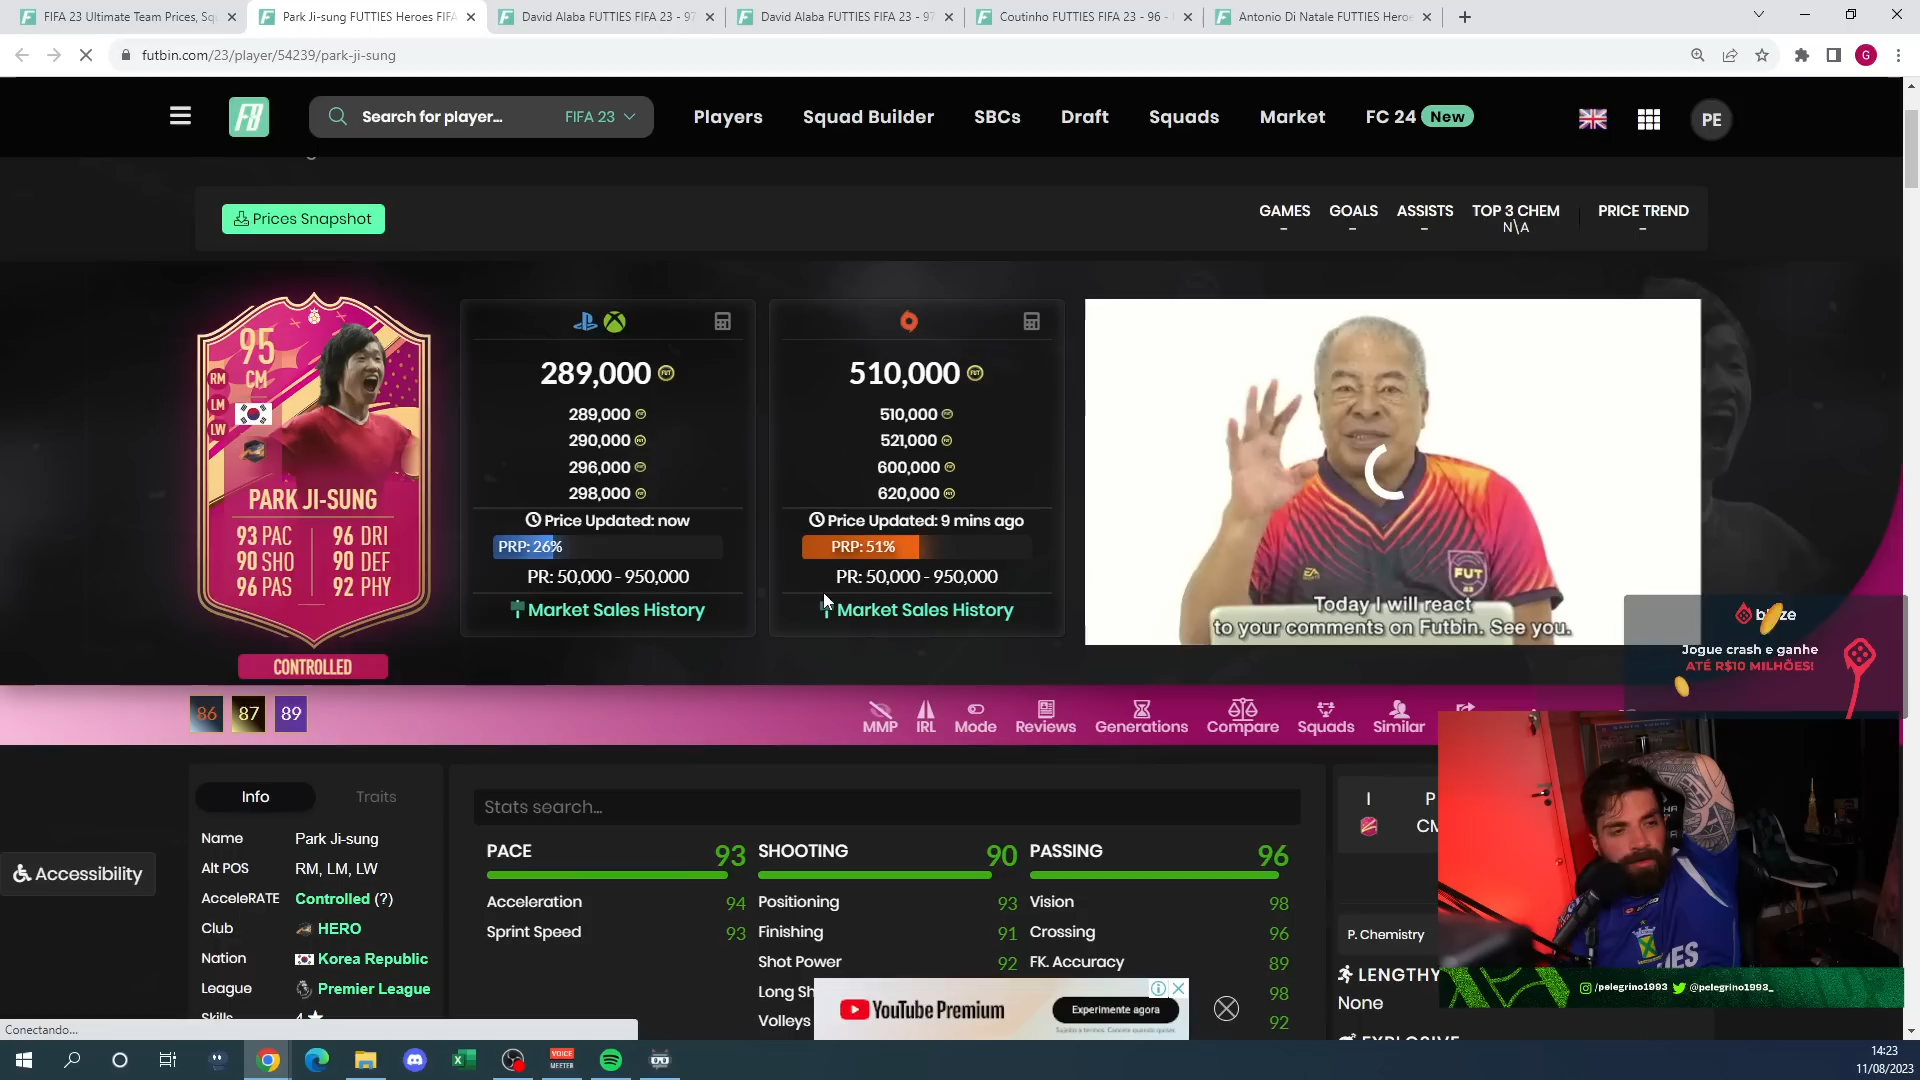 FIFA 23 Ultimate Team Prices, Sq
Park Ji-sung FUTTIES Heroes FIFA
David Alaba FUTTIES FIFA 23 - 97
David Alaba FUTTIES FIFA 23 - 97
Coutinho FUTTIES FIFA 23 - 96 -
Antonio Di Natale FUTTIES Heroe
futbin.com/23/player/54239/park-ji-sung
G
Search for player...
FIFA 23
Players
Squad Builder
SBCs
Draft
Squads
Market
FC 24 New
PE
Prices Snapshot
GAMES
-
GOALS
-
ASSISTS
-
TOP 3 CHEM
N\A
PRICE TREND
-
95
CM
RM
LM
LW
PARK JI-SUNG
93 PAC
96 DRI
90 SHO
90 DEF
96 PAS
92 PHY
CONTROLLED
289,000
289,000
290,000
296,000
298,000
Price Updated: now
PRP: 26%
PR: 50,000 - 950,000
Market Sales History
510,000
510,000
521,000
600,000
620,000
Price Updated: 9 mins ago
PRP: 51%
PR: 50,000 - 950,000
Market Sales History
FUT
Today I will react
to your comments on Futbin. See you.
Jogue crash e ganhe
ATÉ R$10 MILHÕES!
86
87
89
MMP
IRL
Mode
Reviews
Generations
Compare
Squads
Similar
Info
Traits
Name Park Ji-sung
Alt POS RM, LM, LW
AcceleRATE Controlled (?)
Club HERO
Nation Korea Republic
League Premier League
Skills 4
Accessibility
Stats search...
PACE 93
Acceleration 94
Sprint Speed 93
SHOOTING 90
Positioning 93
Finishing 91
Shot Power 92
Long Sh 98
Volleys 92
PASSING 96
Vision 98
Crossing 96
FK. Accuracy 89
I
P
CM
P. Chemistry
LENGTHY
None
EXPLOSIVE
YouTube Premium
Experimente agora
/pelegrino1993 @pelegrino1993_
Conectando...
VOICE
MEETER
14:23
11/08/2023